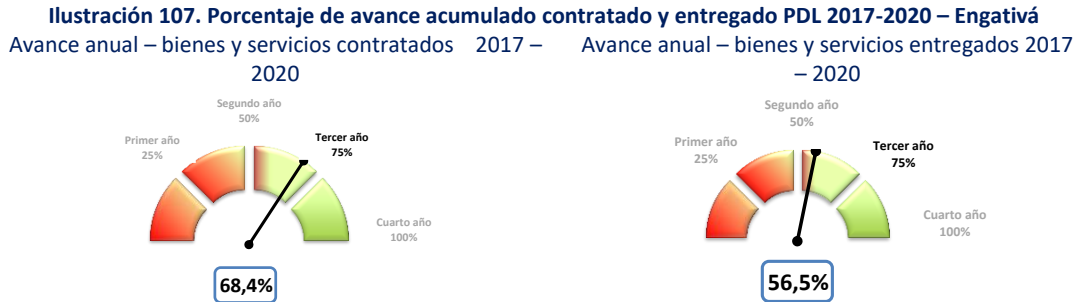 Ilustración 107. Porcentaje de avance acumulado contratado y entregado PDL 2017-2020 – Engativá
Avance anual – bienes y servicios contratados 2017 –
2020
Segundo año
50%
Primer año
25%
Tercer año
75%
Cuarto año
100%
68,4%
Avance anual – bienes y servicios entregados 2017
– 2020
Segundo año
50%
Primer año
25%
Tercer año
75%
Cuarto año
100%
56,5%